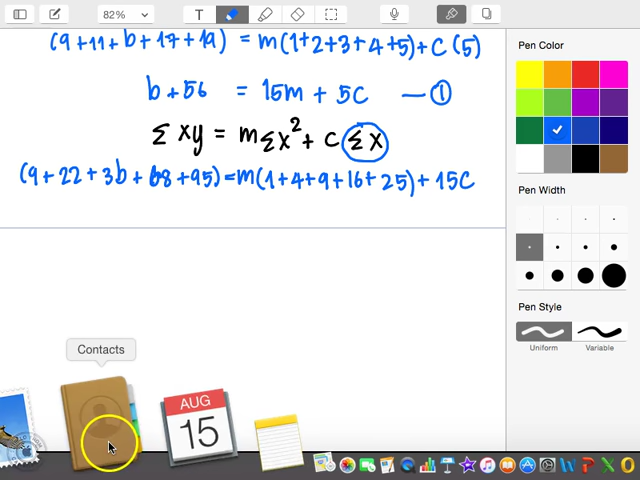 82%
Pen Color
(9+11+b+17+19) = m(1+2+3+4+5)+C(5)
b+56 = 15m + 5C — ①
Σxy = mΣx²+ cΣx
(9+22+3b+68+95)=m(1+4+9+16+25)+15C
Pen Width
Pen Style
Uniform Variable
Contacts
AUG
15